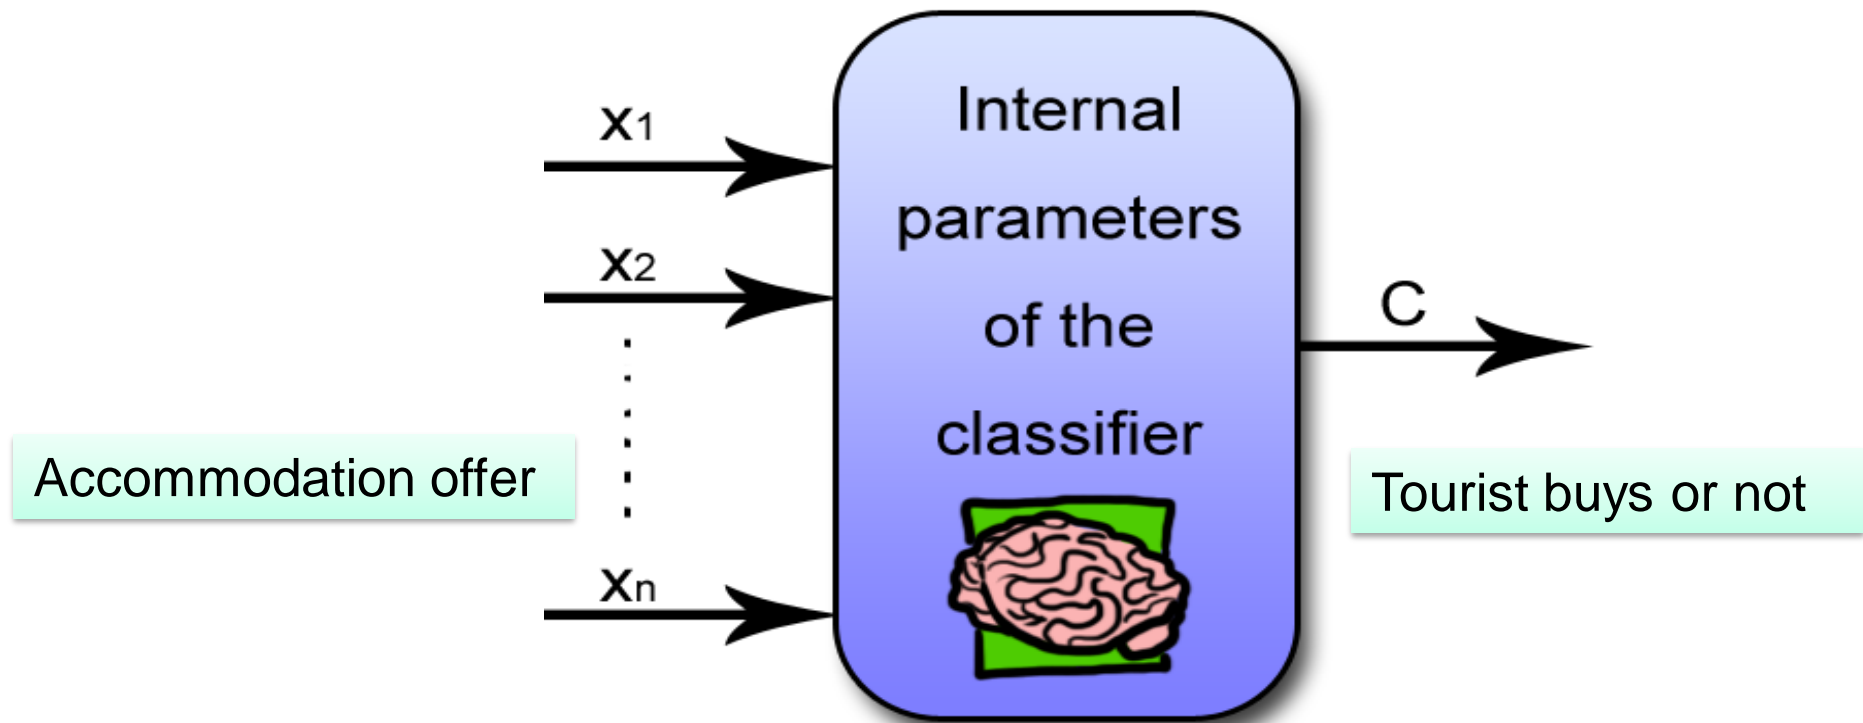 x1
x2
xn
Accommodation offer
Internal
parameters
of the
classifier
C
Tourist buys or not